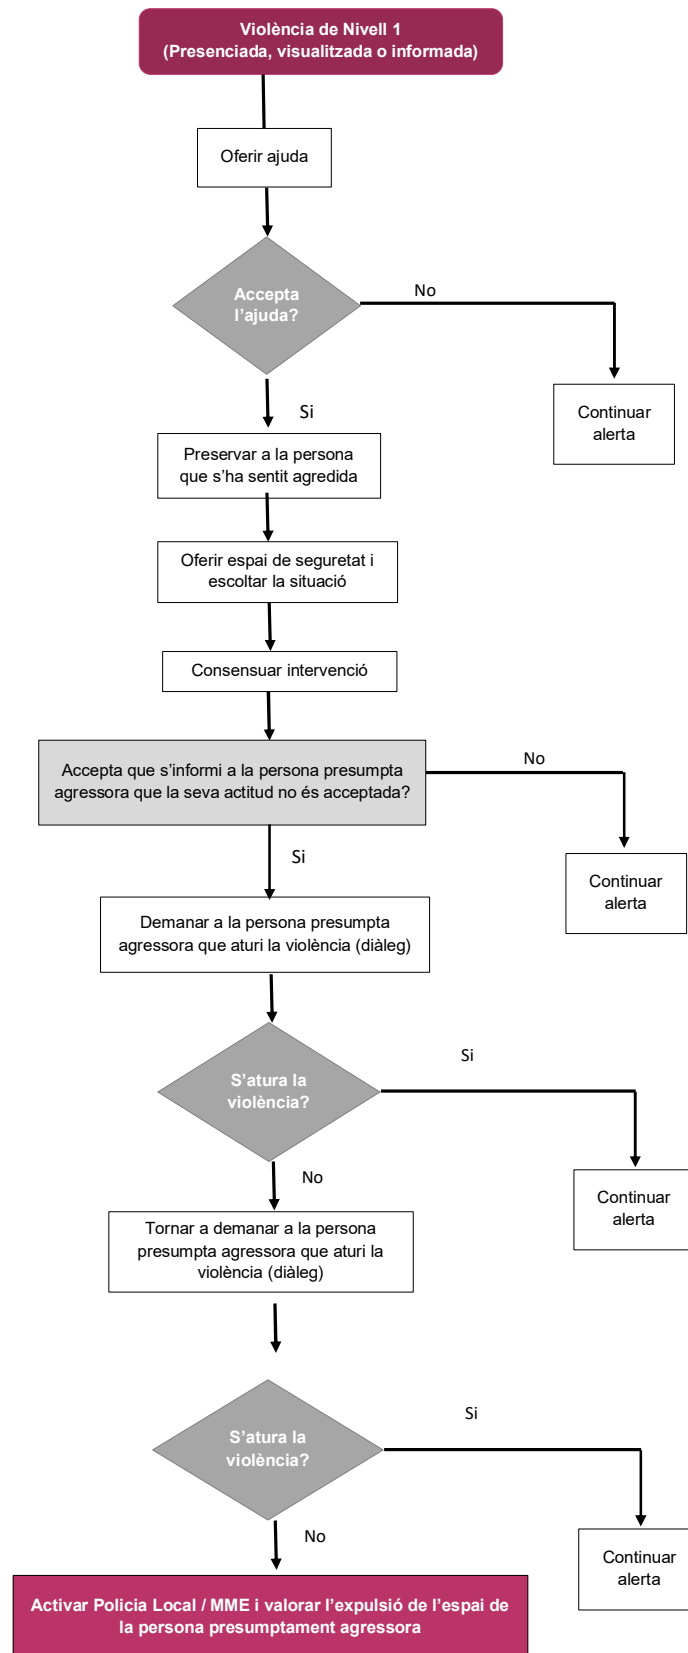 Violència de Nivell 1
(Presenciada, visualitzada o informada)
Oferir ajuda
Accepta
l'ajuda?
No
Continuar
alerta
Si
Preservar a la persona
que s'ha sentit agredida
Oferir espai de seguretat i
escoltar la situació
Consensuar intervenció
Accepta que s'informi a la persona presumpta
agressora que la seva actitud no és acceptada?
No
Continuar
alerta
Si
Demanar a la persona presumpta
agressora que aturi la violència (diàleg)
S'atura la
violència?
Si
Continuar
alerta
No
Tornar a demanar a la persona
presumpta agressora que aturi la
violència (diàleg)
S'atura la
violència?
Si
Continuar
alerta
No
Activar Policia Local / MME i valorar l'expulsió de l'espai de
la persona presumptament agressora